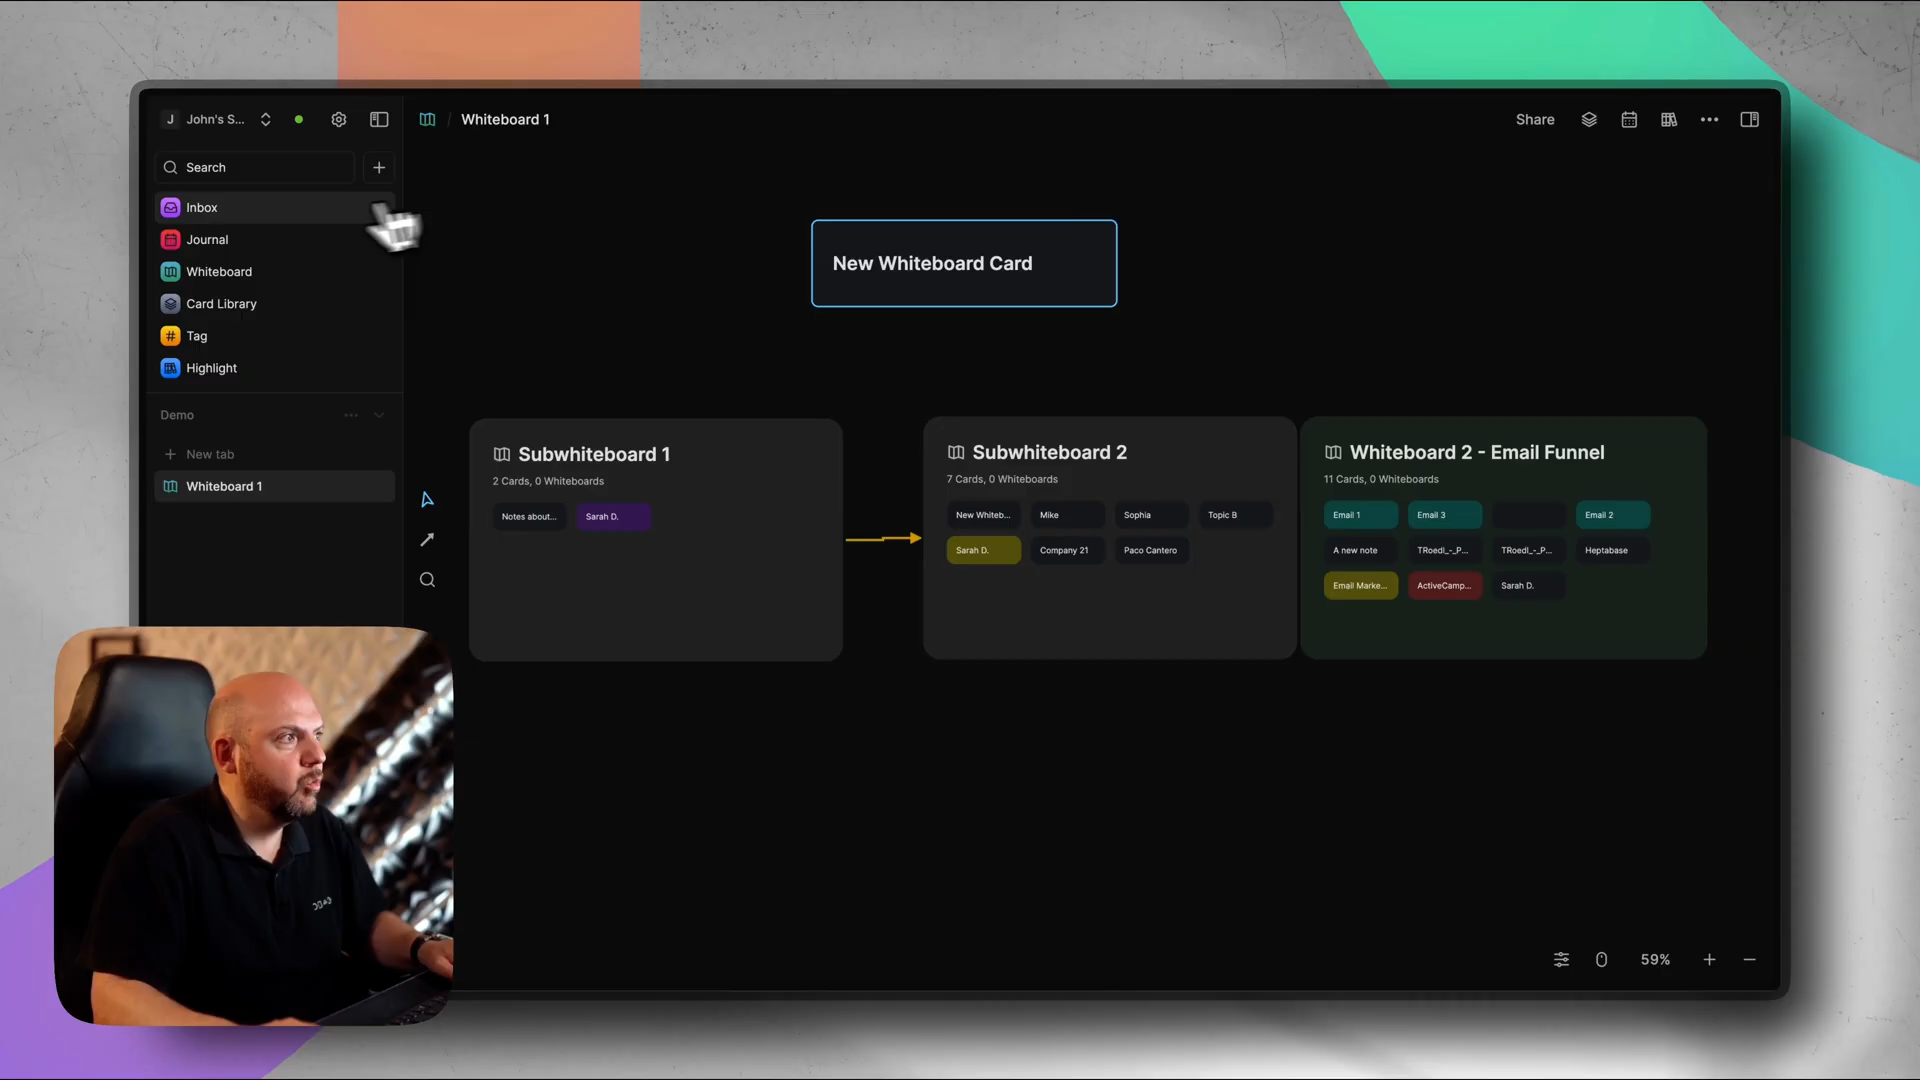 J John's S...
Search
Inbox
Journal
Whiteboard
Card Library
Tag
Highlight
Demo
New tab
Whiteboard 1
/ Whiteboard 1
Share
New Whiteboard Card
Subwhiteboard 1
2 Cards, 0 Whiteboards
Notes about... Sarah D.
Subwhiteboard 2
7 Cards, 0 Whiteboards
New Whiteb... Mike Sophia Topic B
Sarah D. Company 21 Paco Cantero
Whiteboard 2 - Email Funnel
11 Cards, 0 Whiteboards
Email 1 Email 3 Email 2
A new note TRoedl_-_P... TRoedl_-_P... Heptabase
Email Marke... ActiveCamp... Sarah D.
59%